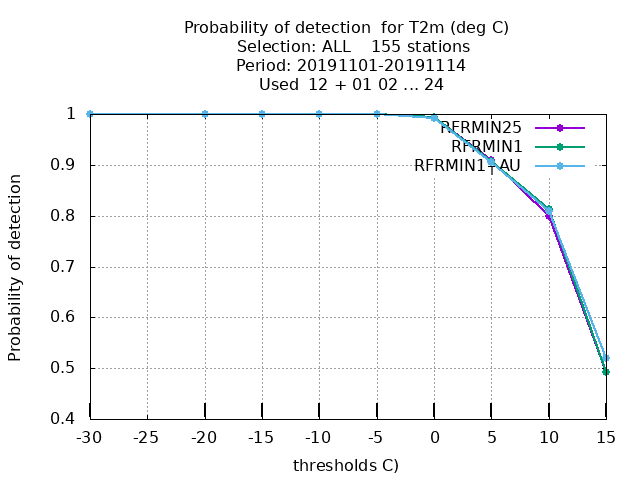 Probability of detection for T2m (deg C)
Selection: ALL 155 stations
Period: 20191101-20191114
Used 12 + 01 02 ... 24
RFRMIN25
RFRMIN1
RFRMIN1+AU
1
0.9
0.8
0.7
0.6
0.5
0.4
Probability of detection
-30 -25 -20 -15 -10 -5 0 5 10 15
thresholds C)